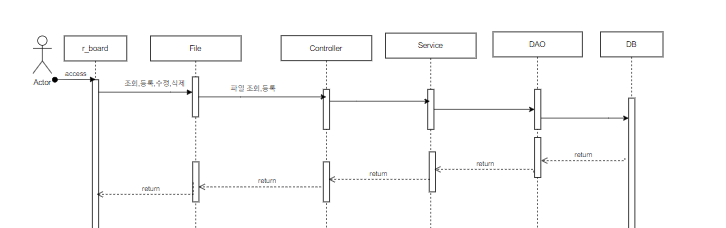 r_board
File
Controller
Service
DAO
DB
Actor
access
조회,등록,수정,삭제
파일 조회,등록
return
return
return
return
return